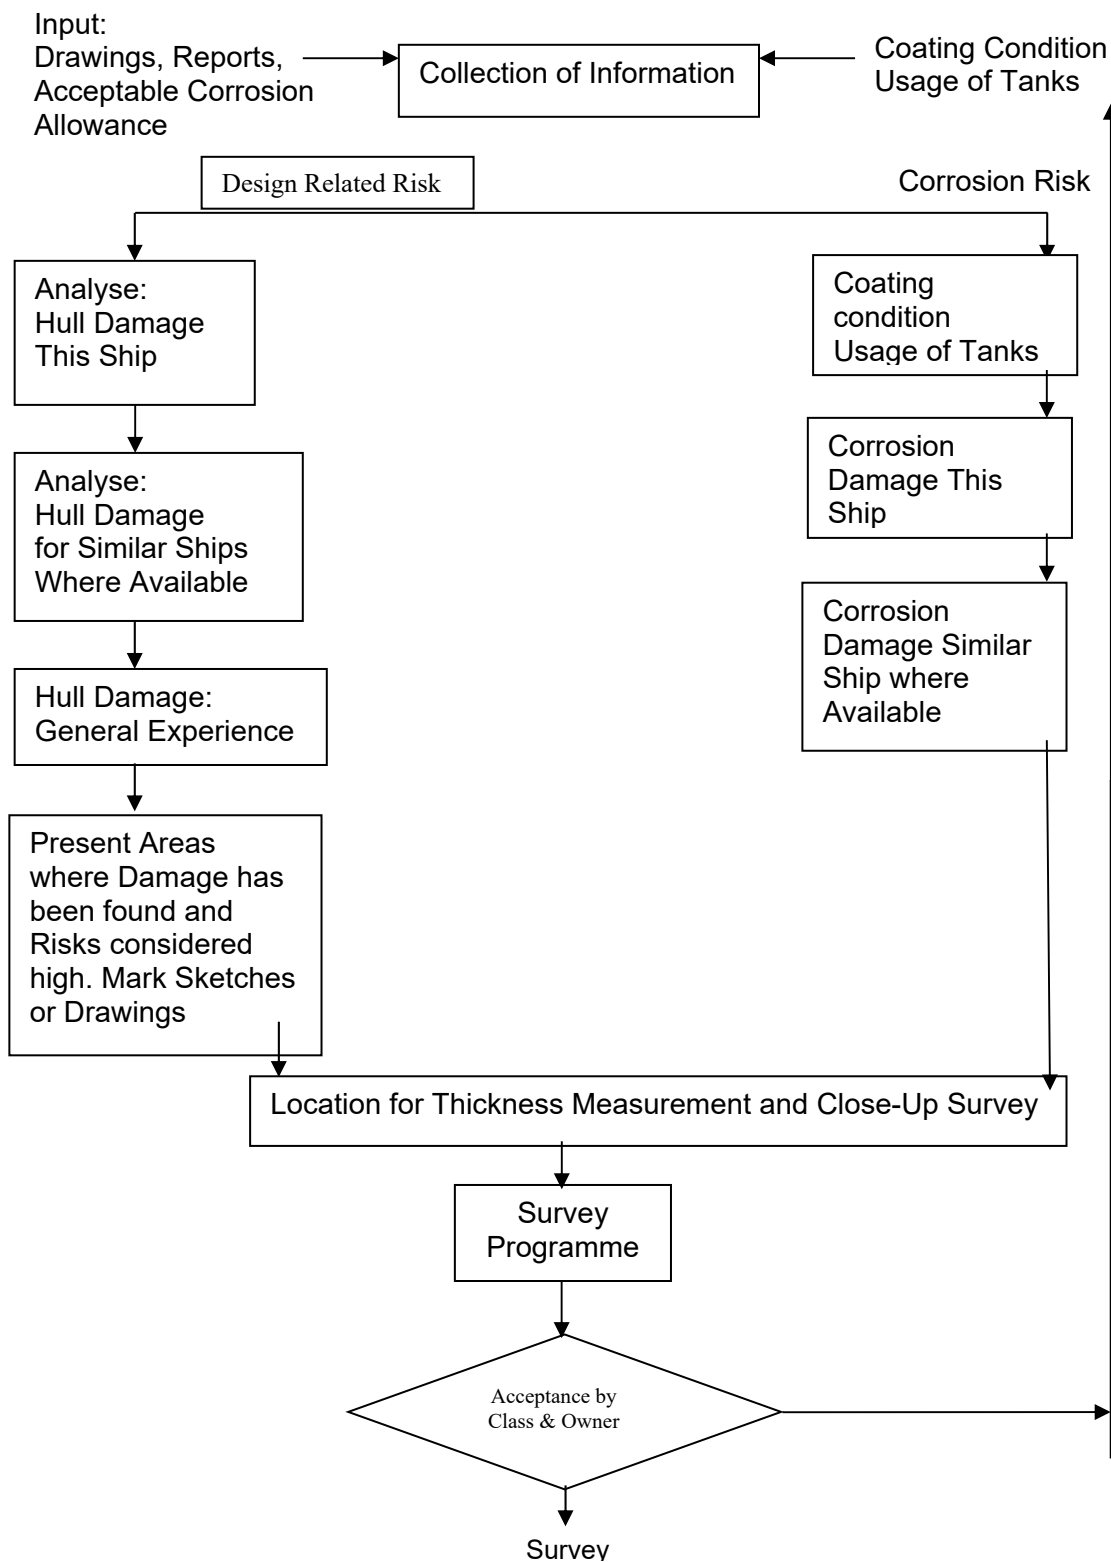 Input:
Drawings, Reports,
Acceptable Corrosion
Allowance
Collection of Information
Coating Condition
Usage of Tanks
Design Related Risk
Corrosion Risk
Analyse:
Hull Damage
This Ship
Analyse:
Hull Damage
for Similar Ships
Where Available
Hull Damage:
General Experience
Present Areas
where Damage has
been found and
Risks considered
high. Mark Sketches
or Drawings
Coating
condition
Usage of Tanks
Corrosion
Damage This
Ship
Corrosion
Damage Similar
Ship where
Available
Location for Thickness Measurement and Close-Up Survey
Survey
Programme
Acceptance by
Class & Owner
Survey